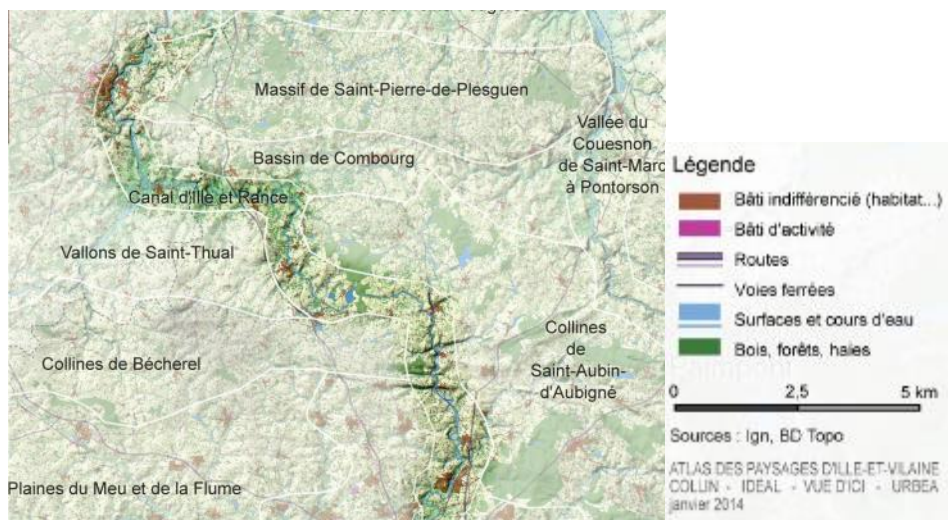 Massif de Saint-Pierre-de-Plesguen
Vallée du
Couesnon
de Saint-Marc
à Pontorson
Bassin de Combourg
Canal d'Ille et Rance
Vallons de Saint-Thual
Collines de Bécherel
Collines
de
Saint-Aubin-
d'Aubigné
Plaines du Meu et de la Flume
Légende
Bâti indifférencié (habitat...)
Bâti d'activité
Routes
Voies ferrées
Surfaces et cours d'eau
Bois, forêts, haies
0 2,5 5 km
Sources : Ign, BD Topo
ATLAS DES PAYSAGES D'ILLE-ET-VILAINE
COLLIN - IDEAL - VUE D'ICI - URBEA
janvier 2014